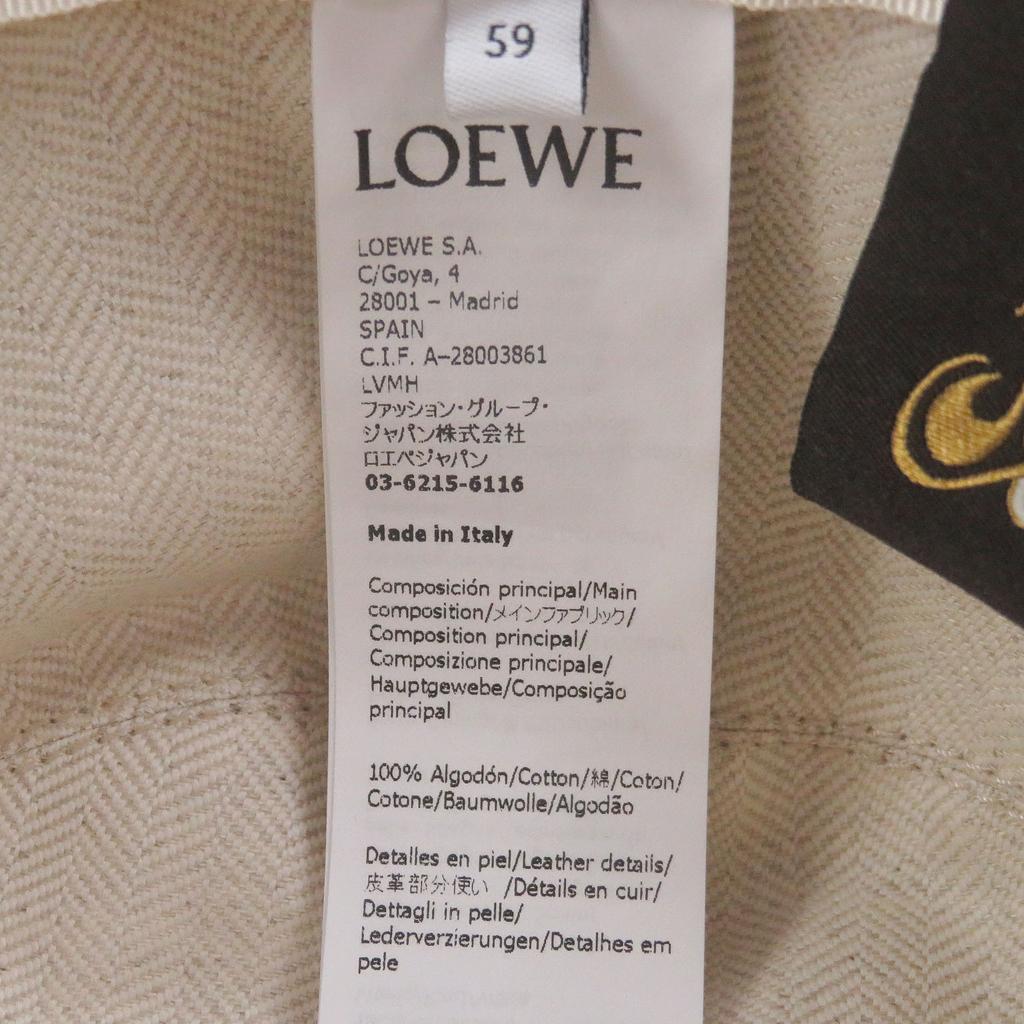 59
LOEWE
LOEWE S.A.
C/Goya, 4
28001 – Madrid
SPAIN
C.I.F. A–28003861
LVMH
ファッション・グループ・
ジャパン株式会社
ロエベジャパン
03-6215-6116
Made in Italy
Composición principal/Main
composition/メインファブリック/
Composition principal/
Composizione principale/
Hauptgewebe/Composição
principal
100% Algodón/Cotton/綿/Coton/
Cotone/Baumwolle/Algodão
Detalles en piel/Leather details/
皮革部分使い /Détails en cuir/
Dettagli in pelle/
Lederverzierungen/Detalhes em
pele